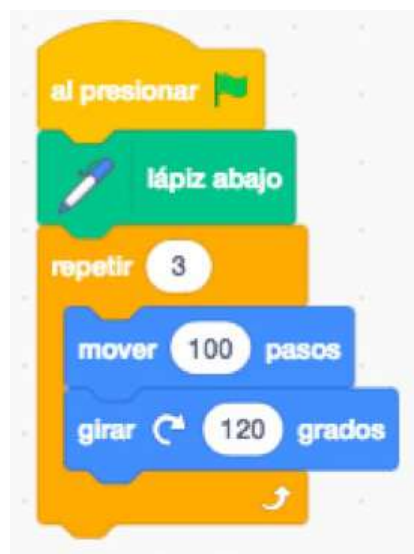 al presionar
lápiz abajo
repetir 3
mover 100 pasos
girar 120 grados